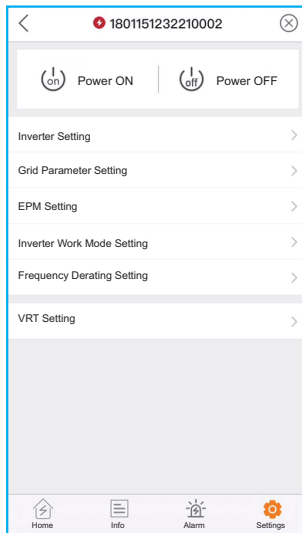 1801151232210002
on Power ON off Power OFF
Inverter Setting
Grid Parameter Setting
EPM Setting
Inverter Work Mode Setting
Frequency Derating Setting
VRT Setting
Home Info Alarm Settings